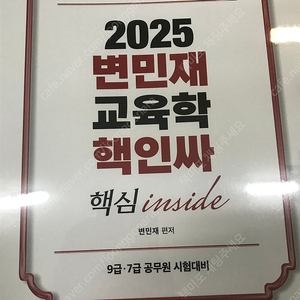 2025
변민재
교육학
핵인싸
핵심 inside
변민재 편저
9급·7급 공무원 시험대비